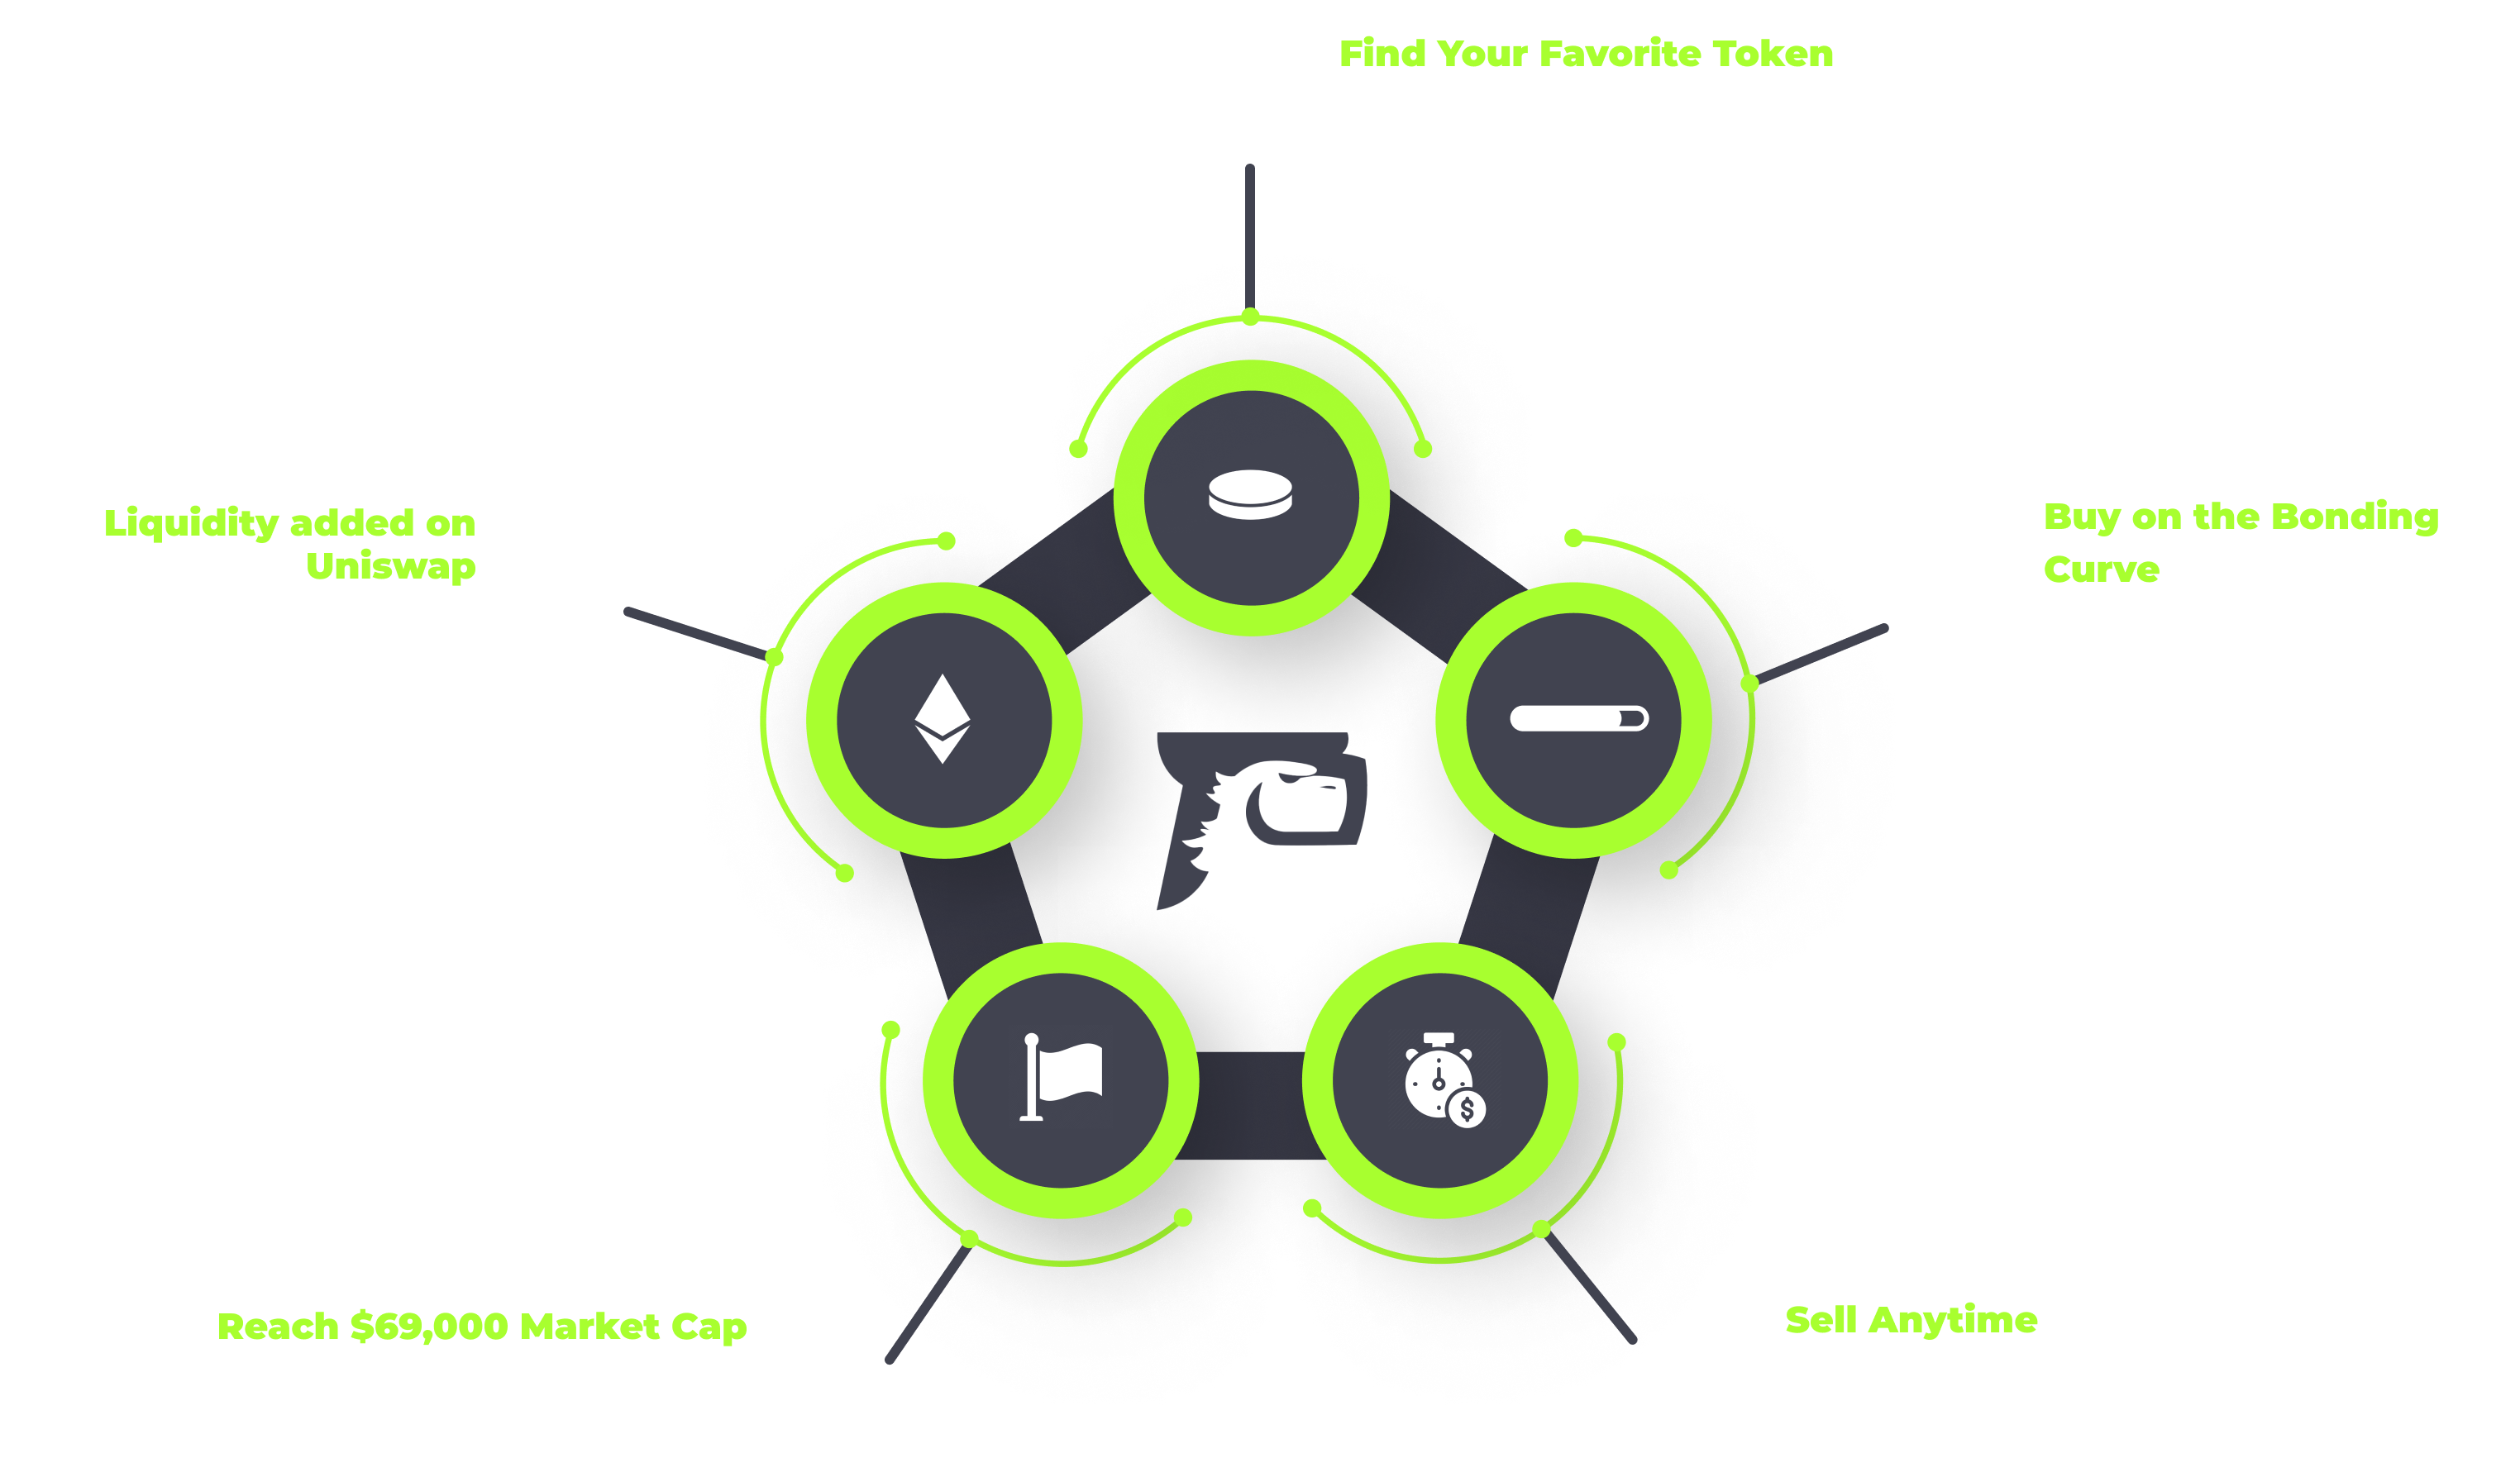 Find Your Favorite Token
Buy on the Bonding
Curve
Sell Anytime
Reach $69,000 Market Cap
Liquidity added on
Uniswap
$